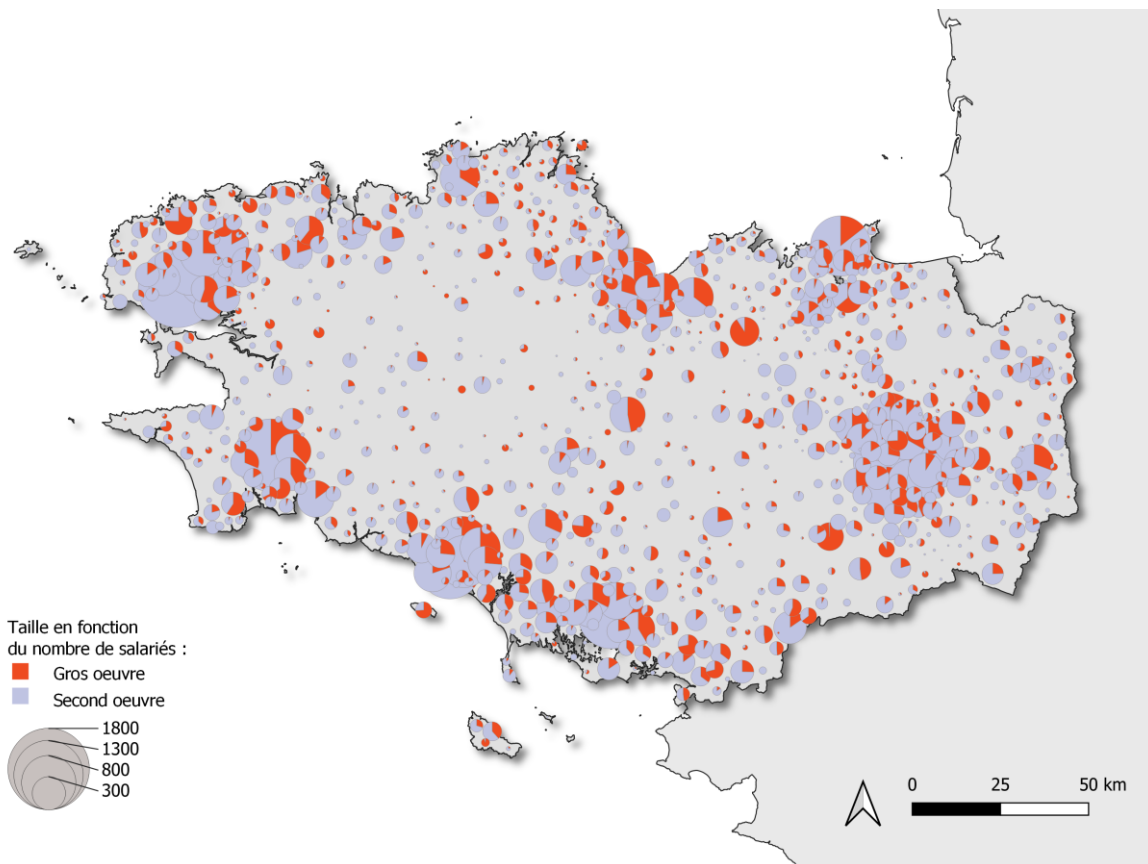 Taille en fonction
du nombre de salariés :
Gros oeuvre
Second oeuvre
1800
1300
800
300
0 25 50 km